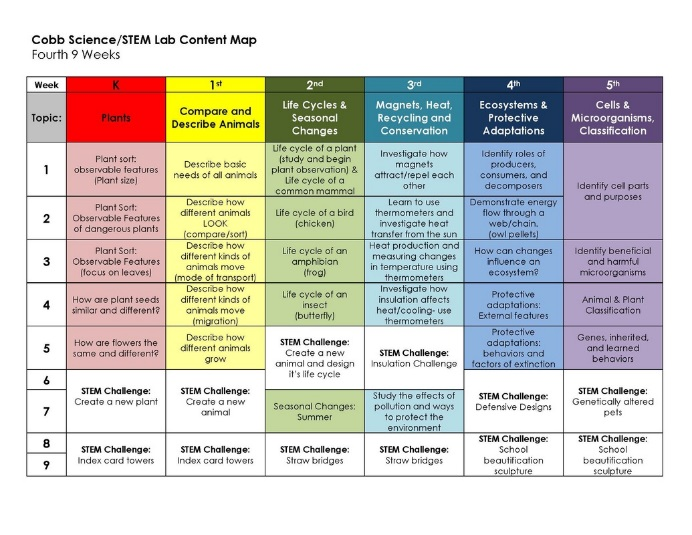 Cobb Science/STEM Lab Content Map
Fourth 9 Weeks
Week K 1st 2nd 3rd 4th 5th
Topic:
Plants
Compare and
Describe Animals
Life Cycles &
Seasonal
Changes
Magnets, Heat,
Recycling and
Conservation
Ecosystems &
Protective
Adaptations
Cells &
Microorganisms,
Classification
1
Plant sort:
observable features
(Plant size)
Describe basic
needs of all animals
Life cycle of a plant
(study and begin
plant observation) &
Life cycle of a
common mammal
Investigate how
magnets
attract/repel each
other
Identify roles of
producers,
consumers, and
decomposers
Identify cell parts
and purposes
2
Plant Sort:
Observable Features
of dangerous plants
Describe how
different animals
LOOK
(compare/sort)
Life cycle of a bird
(chicken)
Learn to use
thermometers and
investigate heat
transfer from the sun
Demonstrate energy
flow through a
web/chain,
(owl pellets)
3
Plant Sort:
Observable Features
(focus on leaves)
Describe how
different kinds of
animals move
(mode of transport)
Life cycle of an
amphibian
(frog)
Heat production and
measuring changes
in temperature using
thermometers
How can changes
influence an
ecosystem?
Identify beneficial
and harmful
microorganisms
4
How are plant seeds
similar and different?
Describe how
different kinds of
animals move
(migration)
Life cycle of an
insect
(butterfly)
Investigate how
insulation affects
heat/cooling- use
thermometers
Protective
adaptations:
External features
Animal & Plant
Classification
5
How are flowers the
same and different?
Describe how
different animals
grow
STEM Challenge:
Create a new
animal and design
it's life cycle
STEM Challenge:
Insulation Challenge
Protective
adaptations:
behaviors and
factors of extinction
Genes, inherited,
and learned
behaviors
6
STEM Challenge:
Create a new plant
STEM Challenge:
Create a new
animal
STEM Challenge:
Defensive Designs
STEM Challenge:
Genetically altered
pets
7
Seasonal Changes:
Summer
Study the effects of
pollution and ways
to protect the
environment
8
STEM Challenge:
Index card towers
STEM Challenge:
Index card towers
STEM Challenge:
Straw bridges
STEM Challenge:
Straw bridges
STEM Challenge:
School
beautification
sculpture
STEM Challenge:
School
beautification
sculpture
9